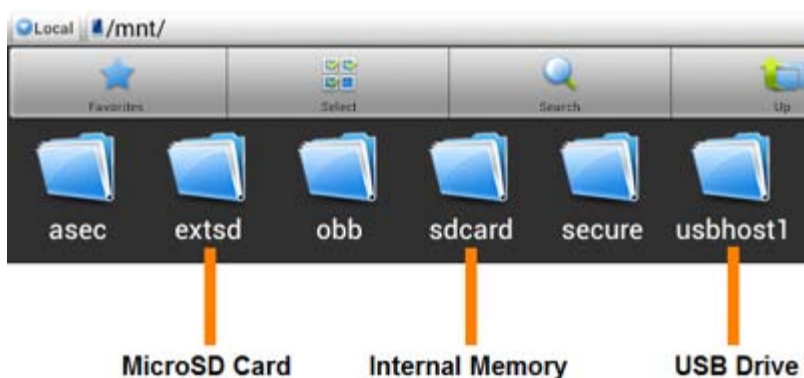 Local /mnt/
Favorites Select Search Up
asec extsd obb sdcard secure usbhost1
MicroSD Card Internal Memory USB Drive